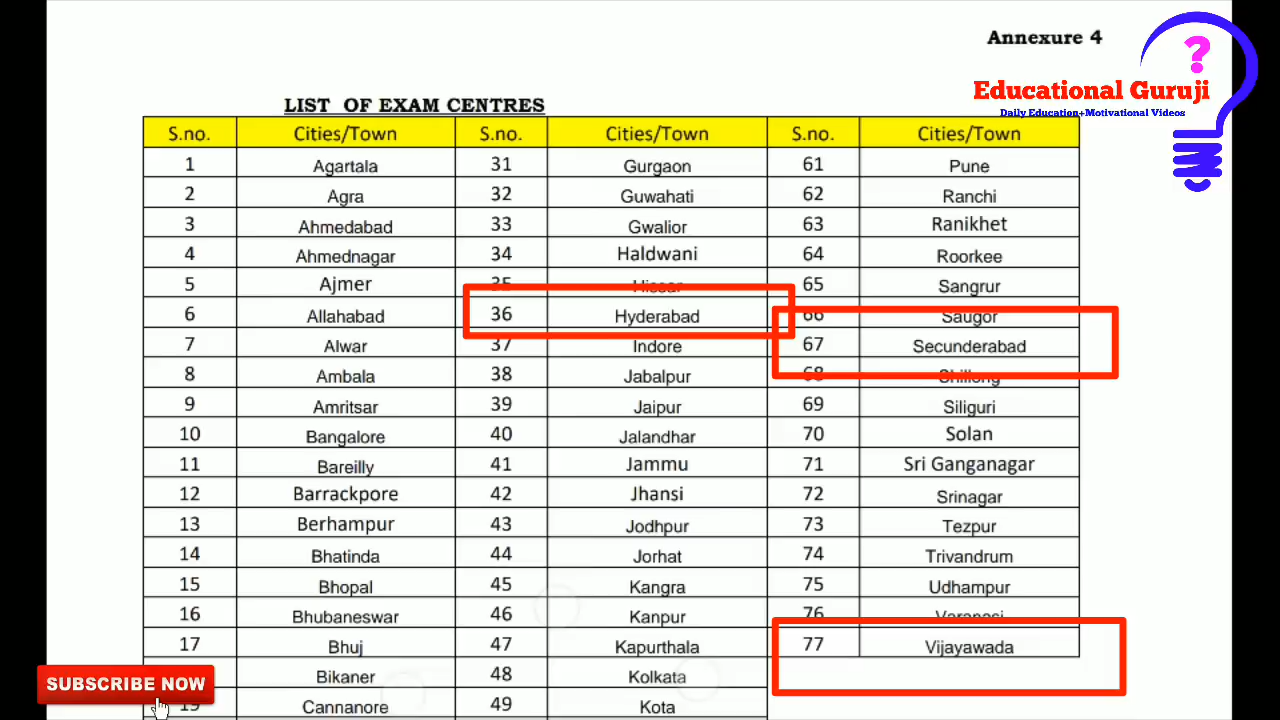 Annexure 4
Educational Guruji
Daily Education+Motivational Videos
?
LIST OF EXAM CENTRES
S.no. Cities/Town S.no. Cities/Town S.no. Cities/Town
1 Agartala 31 Gurgaon 61 Pune
2 Agra 32 Guwahati 62 Ranchi
3 Ahmedabad 33 Gwalior 63 Ranikhet
4 Ahmednagar 34 Haldwani 64 Roorkee
5 Ajmer 35 Hissar 65 Sangrur
6 Allahabad 36 Hyderabad 66 Saugor
7 Alwar 37 Indore 67 Secunderabad
8 Ambala 38 Jabalpur 68 Shillong
9 Amritsar 39 Jaipur 69 Siliguri
10 Bangalore 40 Jalandhar 70 Solan
11 Bareilly 41 Jammu 71 Sri Ganganagar
12 Barrackpore 42 Jhansi 72 Srinagar
13 Berhampur 43 Jodhpur 73 Tezpur
14 Bhatinda 44 Jorhat 74 Trivandrum
15 Bhopal 45 Kangra 75 Udhampur
16 Bhubaneswar 46 Kanpur 76 Varanasi
17 Bhuj 47 Kapurthala 77 Vijayawada
Bikaner 48 Kolkata
19 Cannanore 49 Kota
SUBSCRIBE NOW